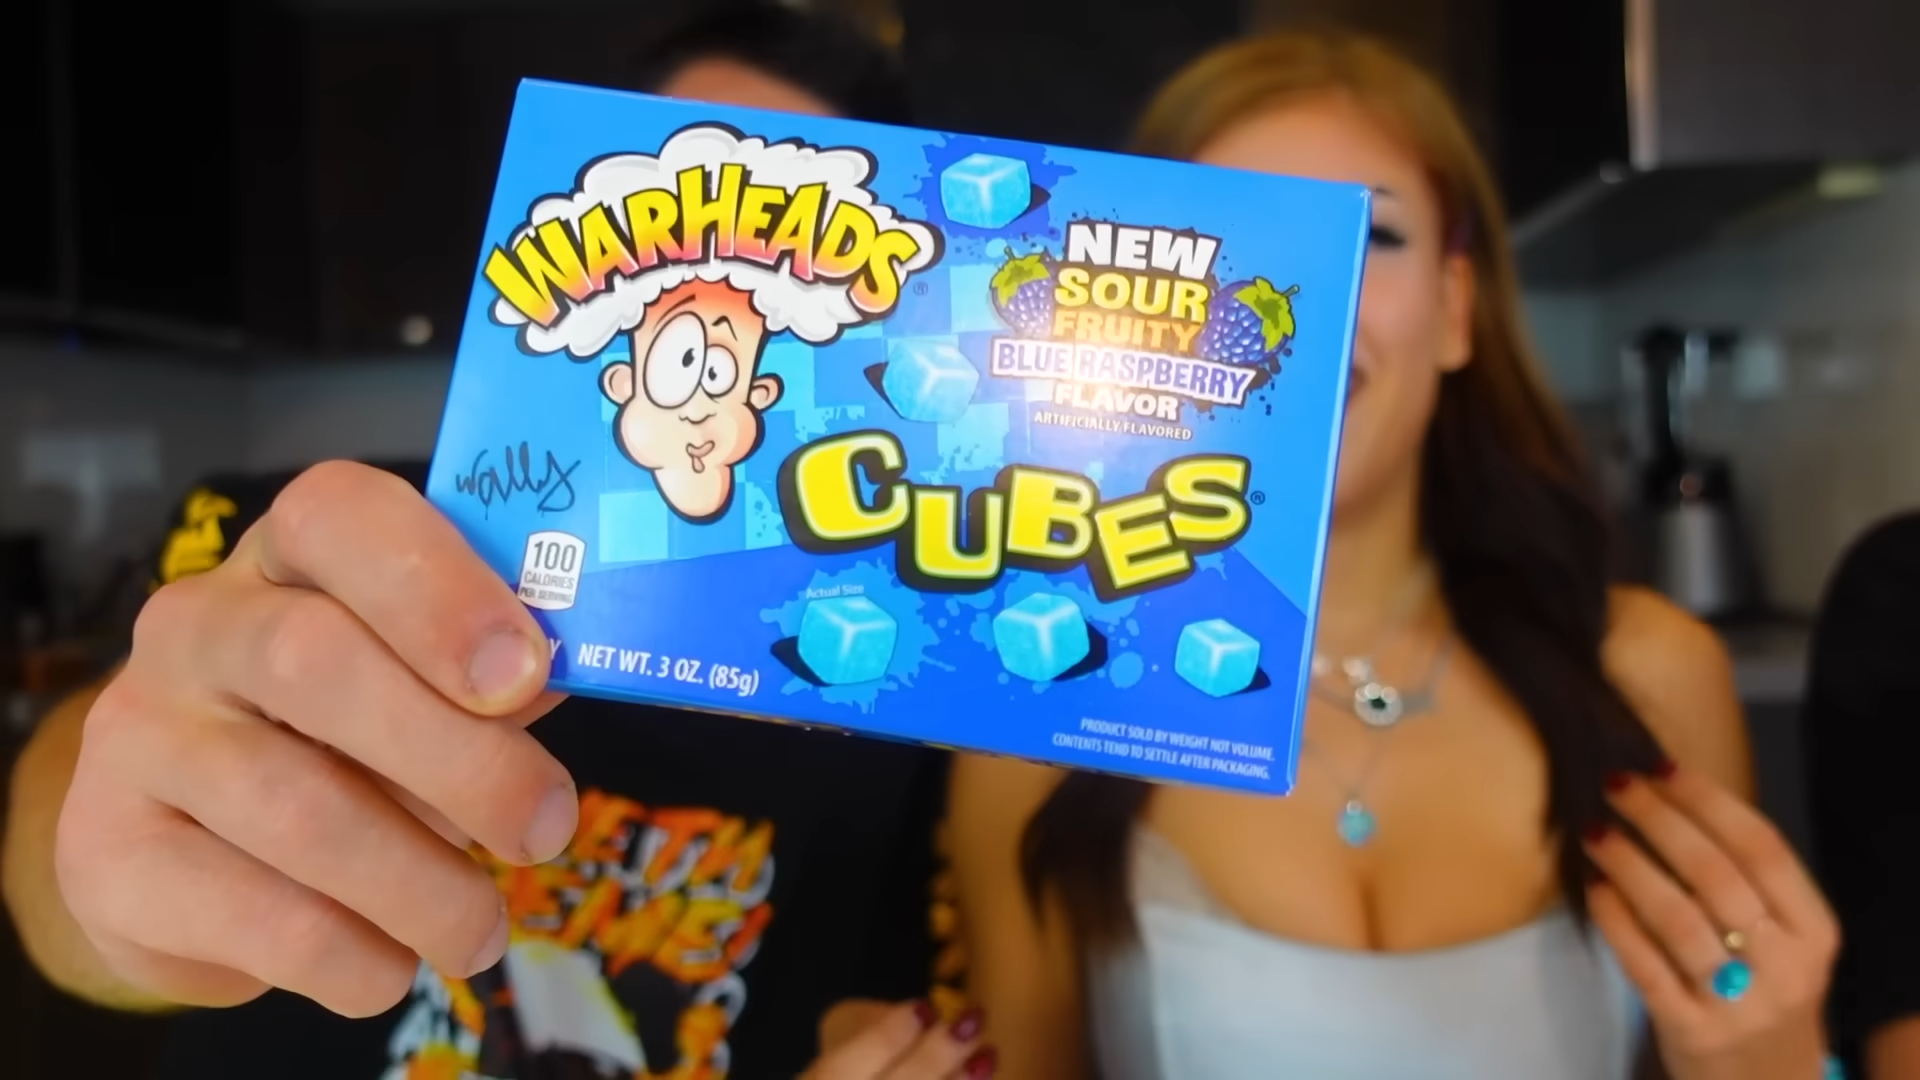 WARHEADS®
NEW
SOUR
FRUITY
BLUE RASPBERRY
FLAVOR
ARTIFICIALLY FLAVORED
CUBES®
wally
100
CALORIES
PER SERVING
Actual Size
Y NET WT. 3 OZ. (85g)
PRODUCT SOLD BY WEIGHT NOT VOLUME.
CONTENTS TEND TO SETTLE AFTER PACKAGING.